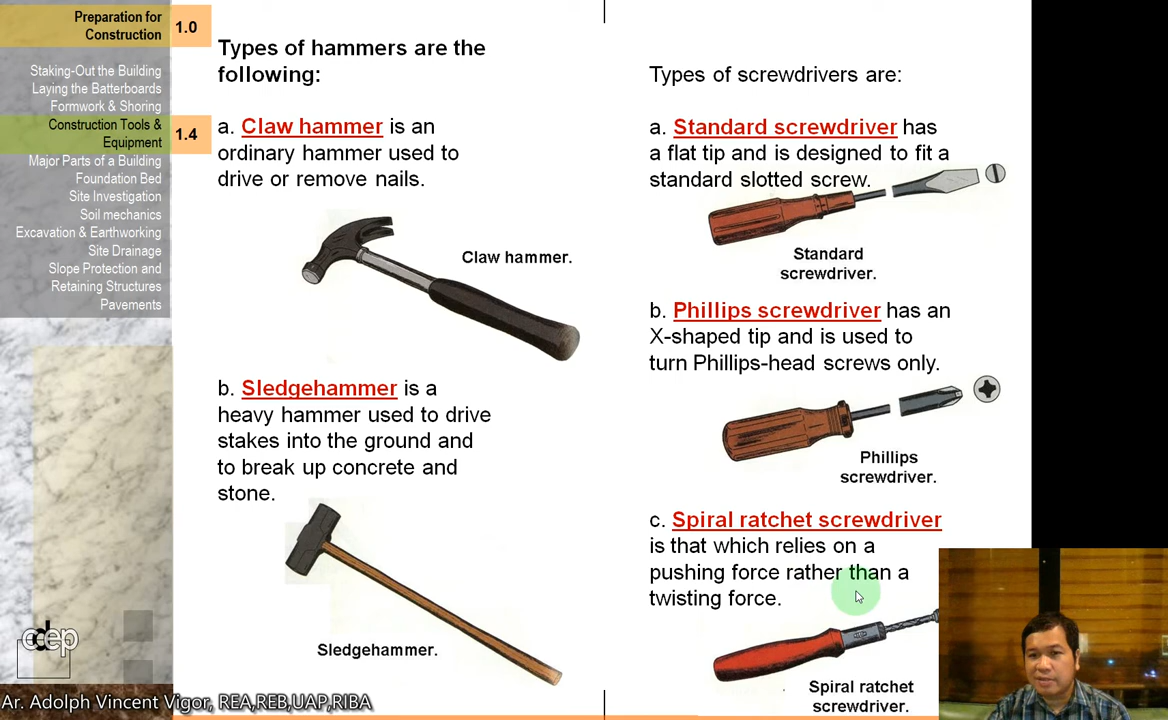 Preparation for
Construction
1.0
Staking-Out the Building
Laying the Batterboards
Formwork & Shoring
Construction Tools &
Equipment
1.4
Major Parts of a Building
Foundation Bed
Site Investigation
Soil mechanics
Excavation & Earthworking
Site Drainage
Slope Protection and
Retaining Structures
Pavements
Types of hammers are the
following:
a. Claw hammer is an
ordinary hammer used to
drive or remove nails.
Claw hammer.
b. Sledgehammer is a
heavy hammer used to drive
stakes into the ground and
to break up concrete and
stone.
Sledgehammer.
Types of screwdrivers are:
a. Standard screwdriver has
a flat tip and is designed to fit a
standard slotted screw.
Standard
screwdriver.
b. Phillips screwdriver has an
X-shaped tip and is used to
turn Phillips-head screws only.
Phillips
screwdriver.
c. Spiral ratchet screwdriver
is that which relies on a
pushing force rather than a
twisting force.
Spiral ratchet
screwdriver.
cdep
Ar. Adolph Vincent Vigor, REA,REB,UAP,RIBA